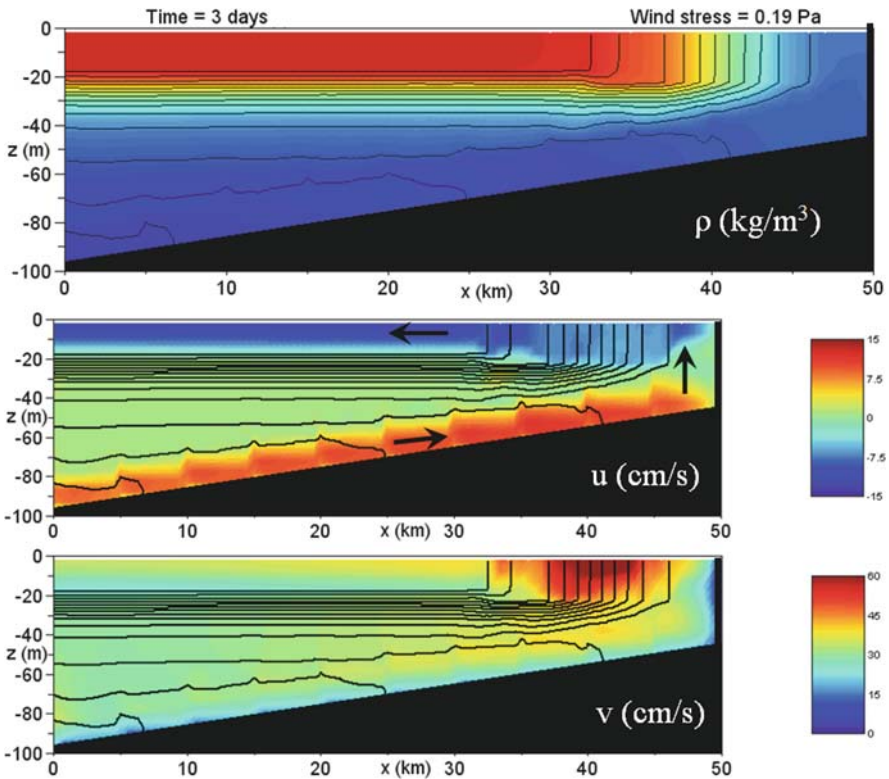 Time = 3 days Wind stress = 0.19 Pa
0
-20
-40
z (m)
-60
-80
-100
ρ (kg/m³)
0 10 20 30 40 50
x (km)
0
-20
-40
z (m)
-60
-80
-100
u (cm/s)
0 10 20 x (km) 30 40 50
15
7.5
0
-7.5
-15
0
-20
-40
z (m)
-60
-80
-100
v (cm/s)
0 10 20 x (km) 30 40 50
60
45
30
15
0